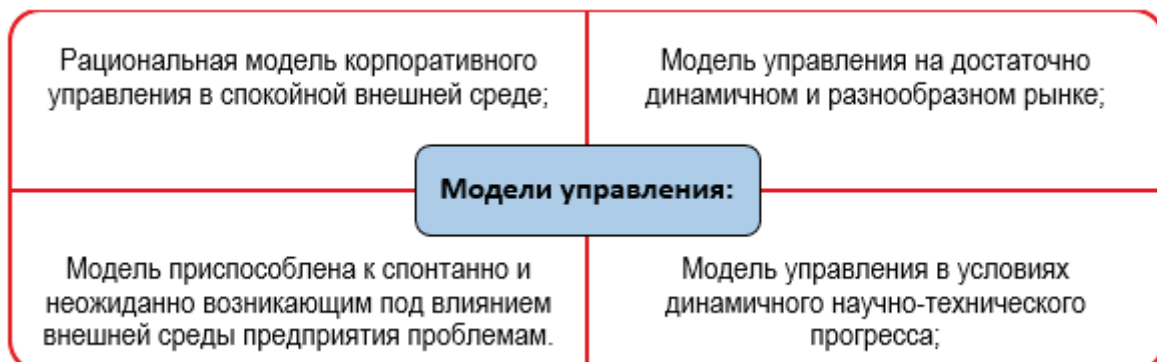 Рациональная модель корпоративного
управления в спокойной внешней среде;
Модель управления на достаточно
динамичном и разнообразном рынке;
Модели управления:
Модель приспособлена к спонтанно и
неожиданно возникающим под влиянием
внешней среды предприятия проблемам.
Модель управления в условиях
динамичного научно-технического
прогресса;